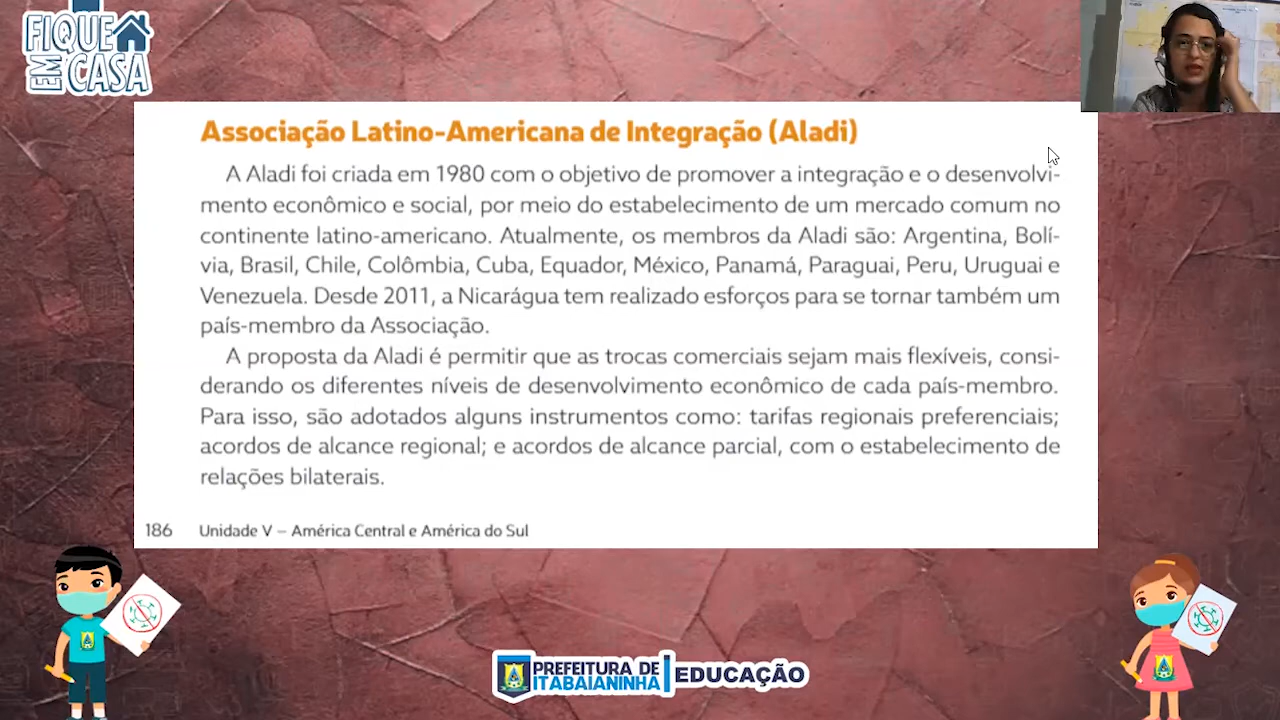 FIQUE
EM CASA
Associação Latino-Americana de Integração (Aladi)
A Aladi foi criada em 1980 com o objetivo de promover a integração e o desenvolvi-
mento econômico e social, por meio do estabelecimento de um mercado comum no
continente latino-americano. Atualmente, os membros da Aladi são: Argentina, Bolí-
via, Brasil, Chile, Colômbia, Cuba, Equador, México, Panamá, Paraguai, Peru, Uruguai e
Venezuela. Desde 2011, a Nicarágua tem realizado esforços para se tornar também um
país-membro da Associação.
A proposta da Aladi é permitir que as trocas comerciais sejam mais flexíveis, consi-
derando os diferentes níveis de desenvolvimento econômico de cada país-membro.
Para isso, são adotados alguns instrumentos como: tarifas regionais preferenciais;
acordos de alcance regional; e acordos de alcance parcial, com o estabelecimento de
relações bilaterais.
186 Unidade V – América Central e América do Sul
PREFEITURA DE
ITABAIANINHA
EDUCAÇÃO